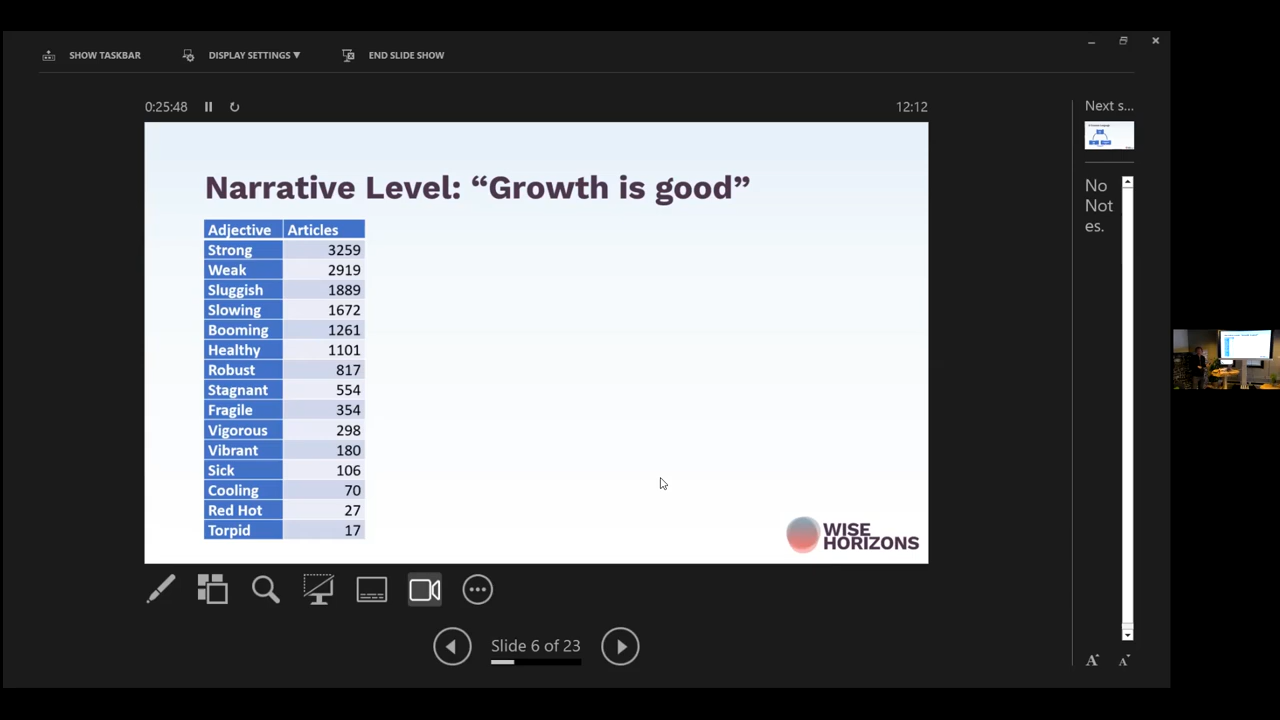 SHOW TASKBAR DISPLAY SETTINGS ▼ END SLIDE SHOW
0:25:48 12:12
Narrative Level: “Growth is good”
Adjective Articles
Strong 3259
Weak 2919
Sluggish 1889
Slowing 1672
Booming 1261
Healthy 1101
Robust 817
Stagnant 554
Fragile 354
Vigorous 298
Vibrant 180
Sick 106
Cooling 70
Red Hot 27
Torpid 17
WISE
HORIZONS
Slide 6 of 23
Next s...
No
Not
es.
A A